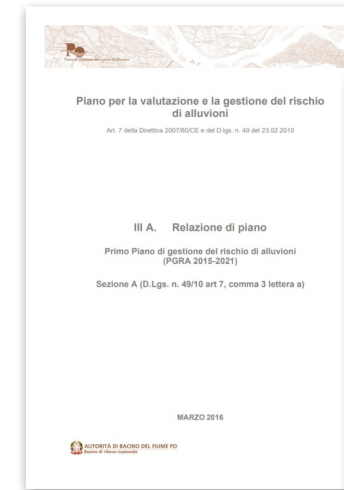 Po
Piano per la valutazione e la gestione del rischio
di alluvioni
Art. 7 della Direttiva 2007/60/CE e del D.lgs. n. 49 del 23.02.2010
III A. Relazione di piano
Primo Piano di gestione del rischio di alluvioni
(PGRA 2015-2021)
Sezione A (D.Lgs. n. 49/10 art 7, comma 3 lettera a)
MARZO 2016
AUTORITÀ DI BACINO DEL FIUME PO
Bacino di rilievo nazionale